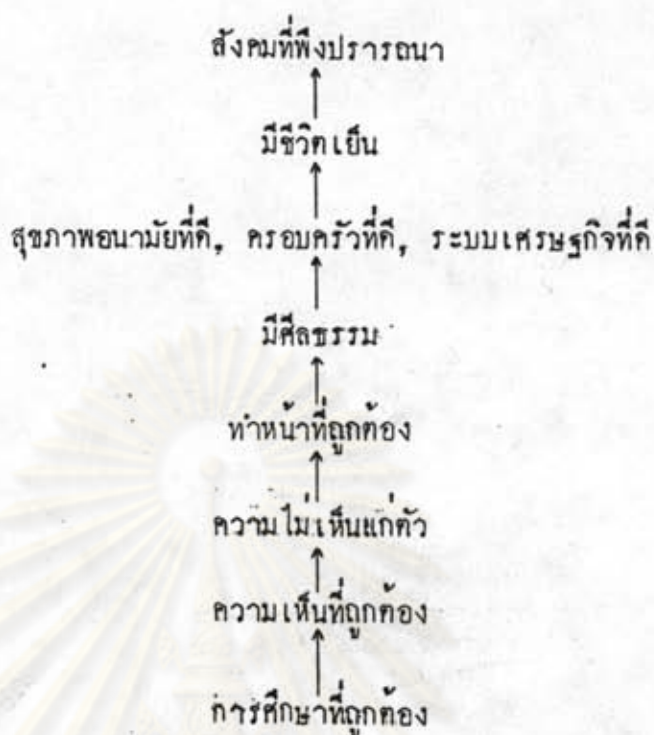 สังคมที่พึงปรารถนา
มีชีวิตเย็น
สุขภาพอนามัยที่ดี, ครอบครัวที่ดี, ระบบเศรษฐกิจที่ดี
มีศีลธรรม
ทำหน้าที่ถูกต้อง
ความไม่เห็นแก่ตัว
ความเห็นที่ถูกต้อง
การศึกษาที่ถูกต้อง